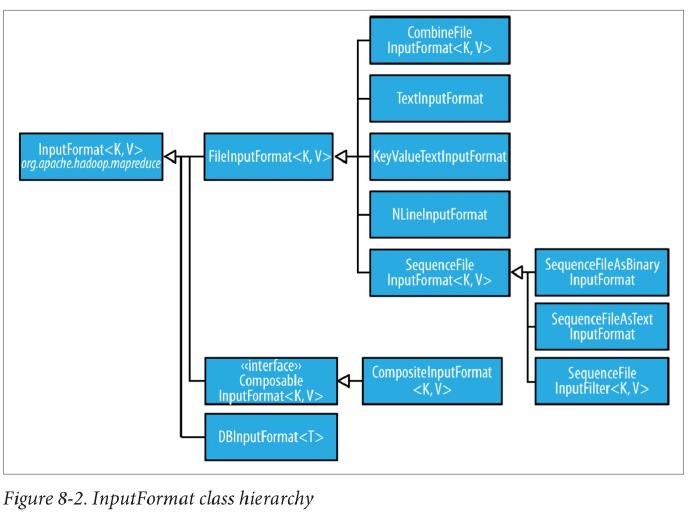 CombineFile
InputFormat<K, V>
TextInputFormat
InputFormat<K, V>
org.apache.hadoop.mapreduce
FileInputFormat<K, V>
KeyValueTextInputFormat
NLineInputFormat
SequenceFile
InputFormat<K, V>
SequenceFileAsBinary
InputFormat
SequenceFileAsText
InputFormat
SequenceFile
InputFilter<K, V>
‹‹interface››
Composable
InputFormat<K, V>
CompositeInputFormat
<K, V>
DBInputFormat<T>
Figure 8-2. InputFormat class hierarchy